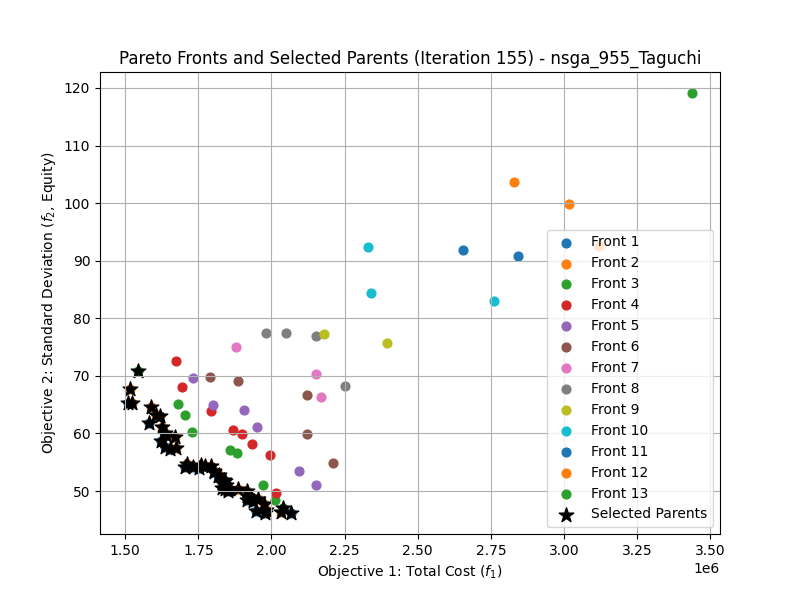 Pareto Fronts and Selected Parents (Iteration 155) - nsga_955_Taguchi
Objective 2: Standard Deviation (f₂, Equity)
120
110
100
90
80
70
60
50
Front 1
Front 2
Front 3
Front 4
Front 5
Front 6
Front 7
Front 8
Front 9
Front 10
Front 11
Front 12
Front 13
Selected Parents
1.50 1.75 2.00 2.25 2.50 2.75 3.00 3.25 3.50
1e6
Objective 1: Total Cost (f₁)